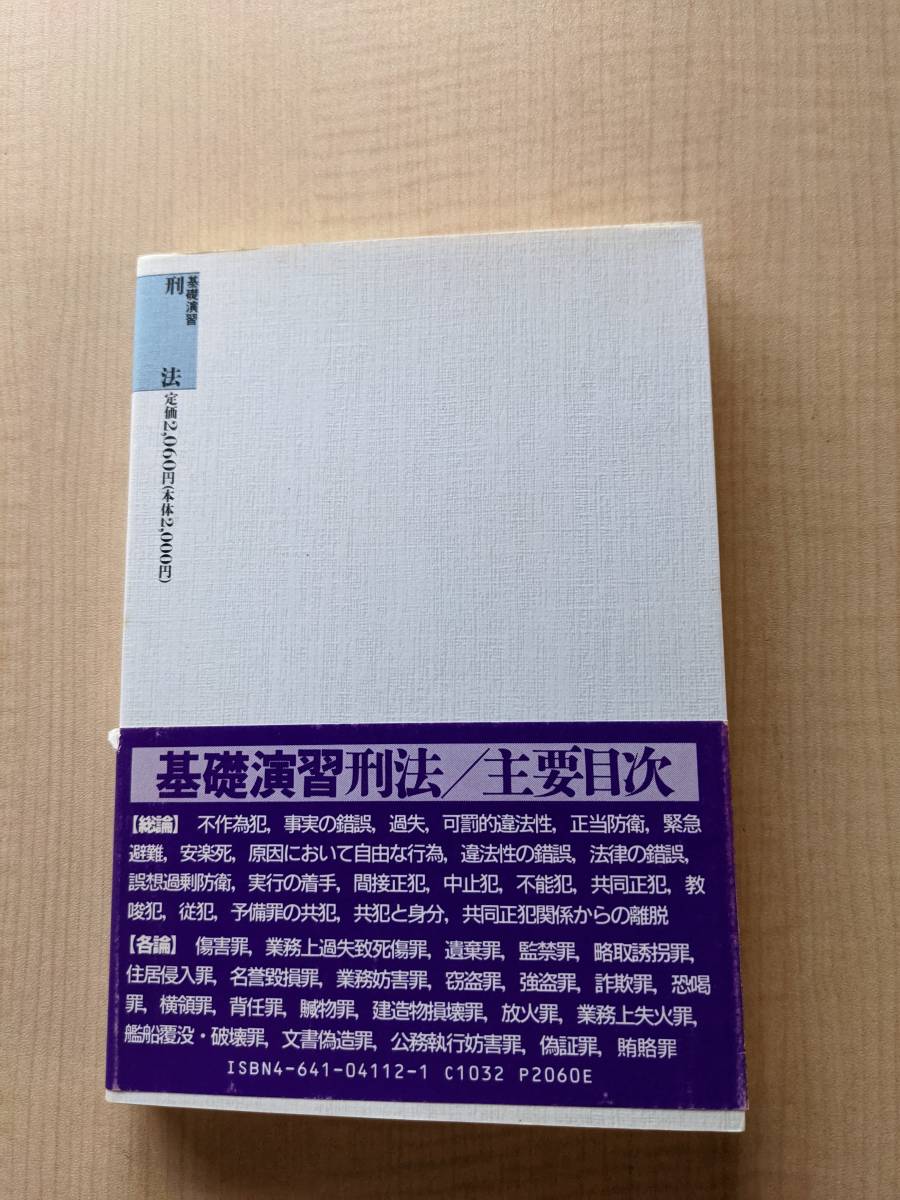 基礎演習
刑法
定価2,060円(本体2,000円)
基礎演習刑法/主要目次
【総論】 不作為犯, 事実の錯誤, 過失, 可罰的違法性, 正当防衛, 緊急
避難, 安楽死, 原因において自由な行為, 違法性の錯誤, 法律の錯誤,
誤想過剰防衛, 実行の着手, 間接正犯, 中止犯, 不能犯, 共同正犯, 教
唆犯, 従犯, 予備罪の共犯, 共犯と身分, 共同正犯関係からの離脱
【各論】 傷害罪, 業務上過失致死傷罪, 遺棄罪, 監禁罪, 略取誘拐罪,
住居侵入罪, 名誉毀損罪, 業務妨害罪, 窃盗罪, 強盗罪, 詐欺罪, 恐喝
罪, 横領罪, 背任罪, 贓物罪, 建造物損壊罪, 放火罪, 業務上失火罪,
艦船覆没・破壊罪, 文書偽造罪, 公務執行妨害罪, 偽証罪, 賄賂罪
ISBN4-641-04112-1 C1032 P2060E